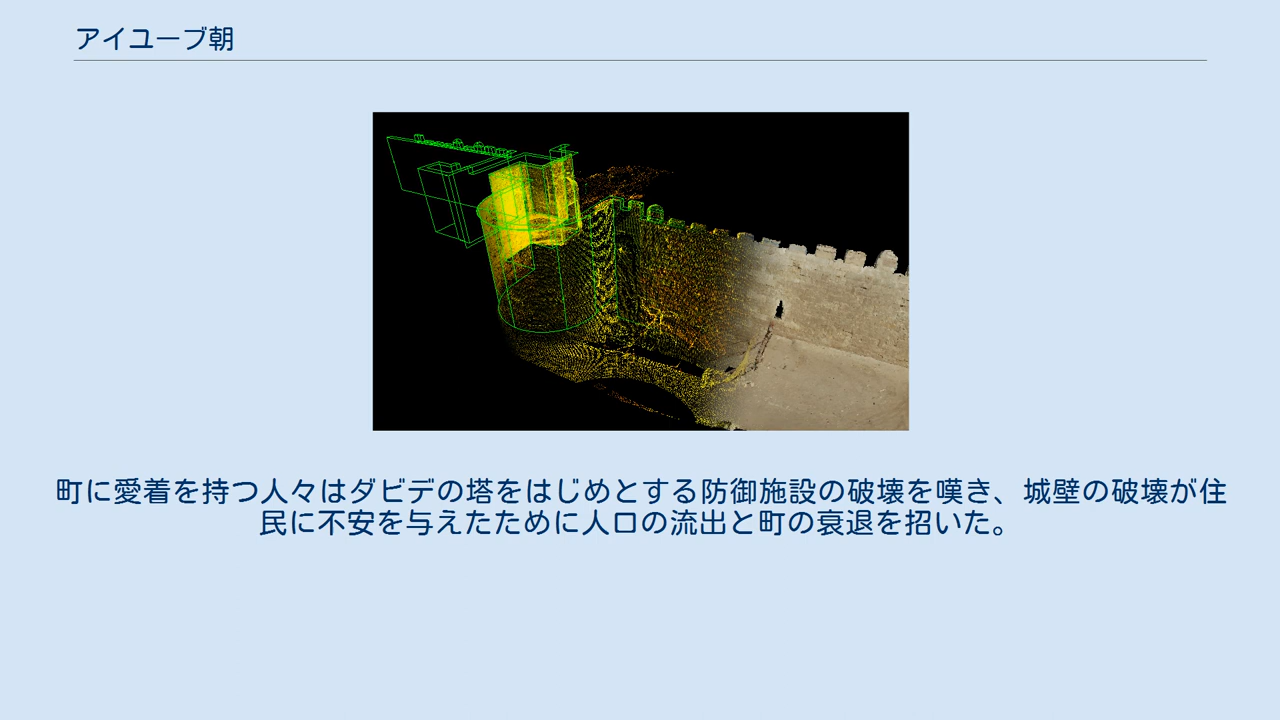 アイユーブ朝
町に愛着を持つ人々はダビデの塔をはじめとする防御施設の破壊を嘆き、城壁の破壊が住
民に不安を与えたために人口の流出と町の衰退を招いた。